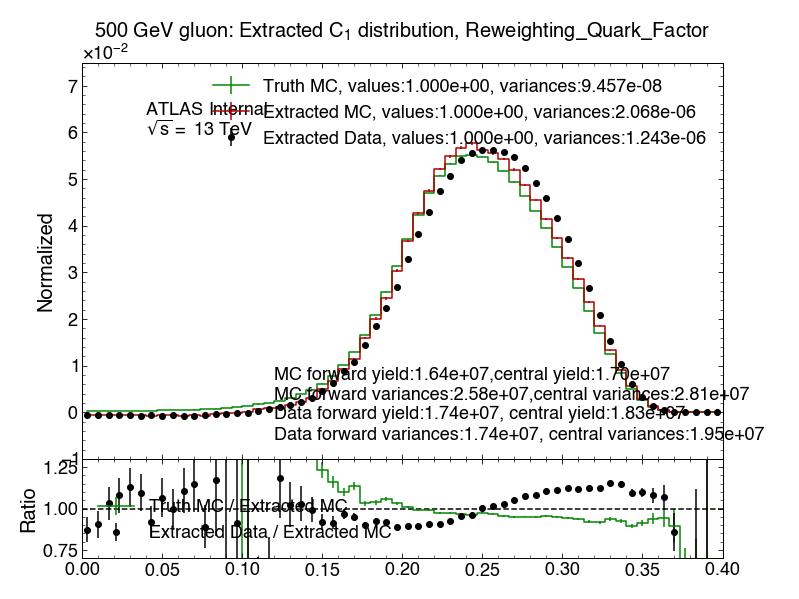 500 GeV gluon: Extracted C1 distribution, Reweighting_Quark_Factor
×10−2
Truth MC, values:1.000e+00, variances:9.457e-08
ATLAS Internal
Extracted MC, values:1.000e+00, variances:2.068e-06
√s = 13 TeV
Extracted Data, values:1.000e+00, variances:1.243e-06
7
6
5
4
3
2
1
0
1
Normalized
MC forward yield:1.64e+07,central yield:1.70e+07
MC forward variances:2.58e+07,central variances:2.81e+07
Data forward yield:1.74e+07, central yield:1.83e+07
Data forward variances:1.74e+07, central variances:1.95e+07
1.25
1.00
0.75
Ratio
Truth MC / Extracted MC
Extracted Data / Extracted MC
0.00 0.05 0.10 0.15 0.20 0.25 0.30 0.35 0.40